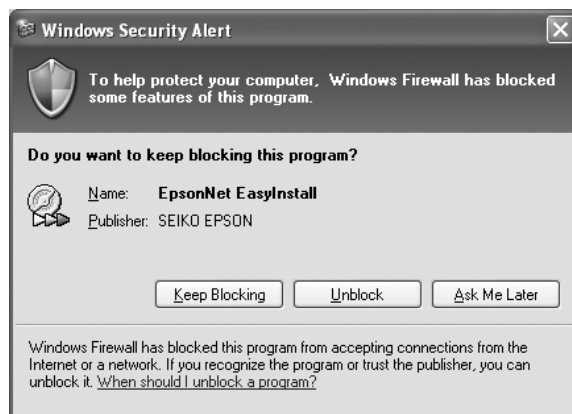 Windows Security Alert
To help protect your computer, Windows Firewall has blocked
some features of this program.
Do you want to keep blocking this program?
Name: EpsonNet EasyInstall
Publisher: SEIKO EPSON
Keep Blocking Unblock Ask Me Later
Windows Firewall has blocked this program from accepting connections from the
Internet or a network. If you recognize the program or trust the publisher, you can
unblock it. When should I unblock a program?